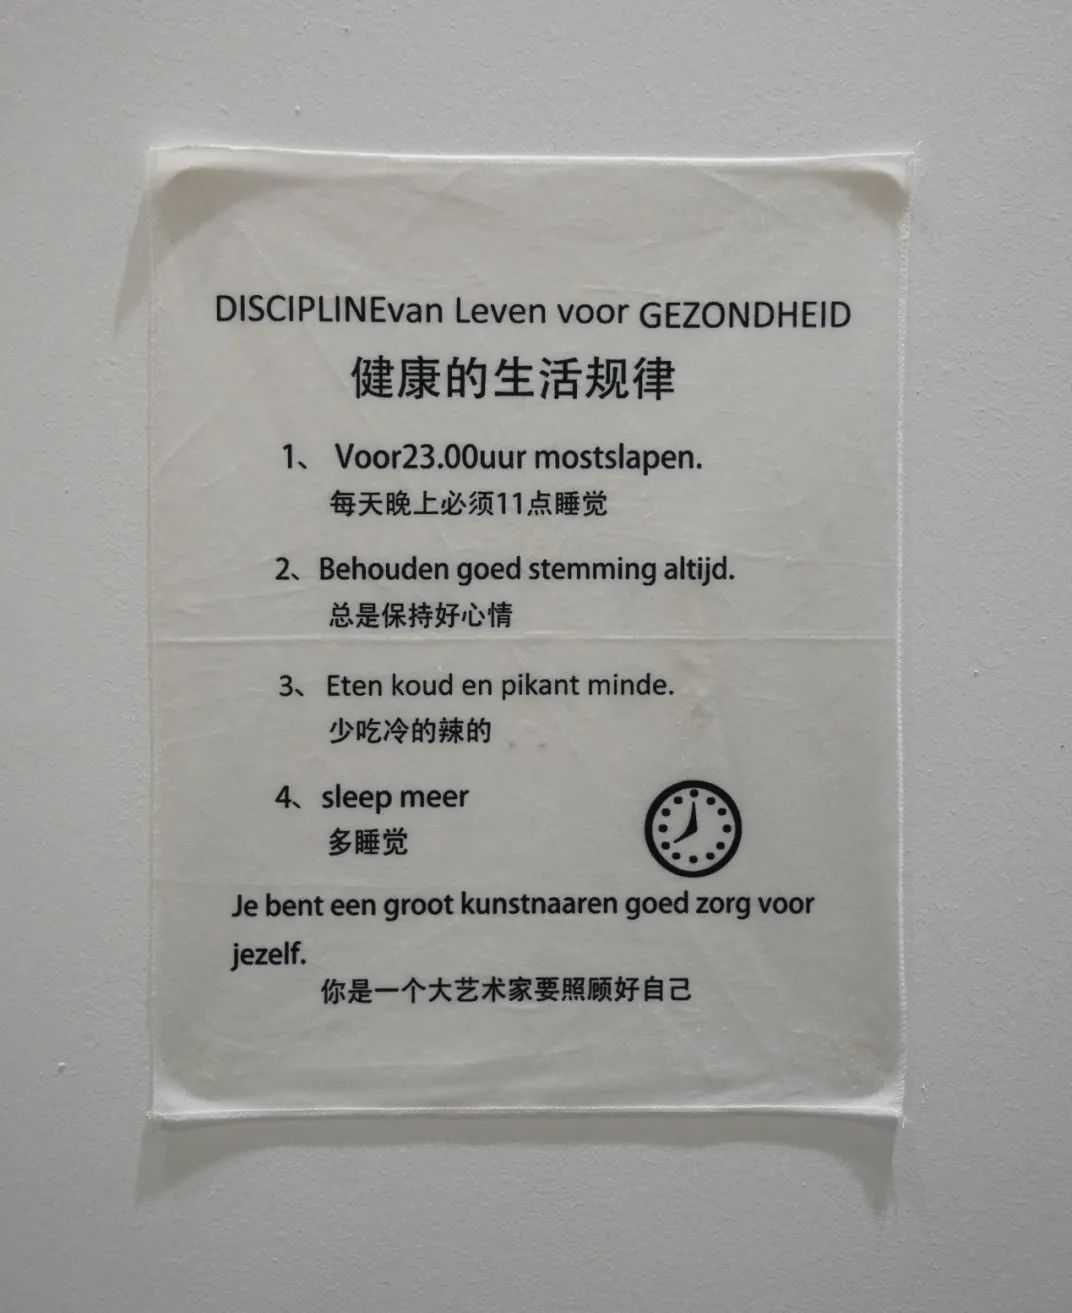 DISCIPLINEvan Leven voor GEZONDHEID
健康的生活规律
1、 Voor23.00uur mostslapen.
每天晚上必须11点睡觉
2、 Behouden goed stemming altijd.
总是保持好心情
3、 Eten koud en pikant minde.
少吃冷的辣的
4、 sleep meer
多睡觉
Je bent een groot kunstnaaren goed zorg voor
jezelf.
你是一个大艺术家要照顾好自己